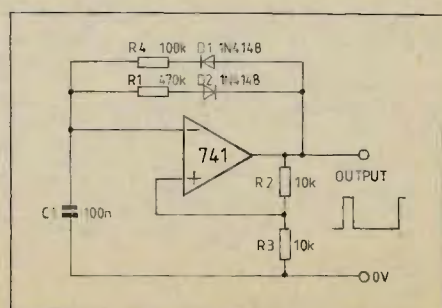 R4 100k D1 1N4148
R1 470k D2 1N4148
-
741
+
R2 10k
OUTPUT
C1 100n
R3 10k
0V